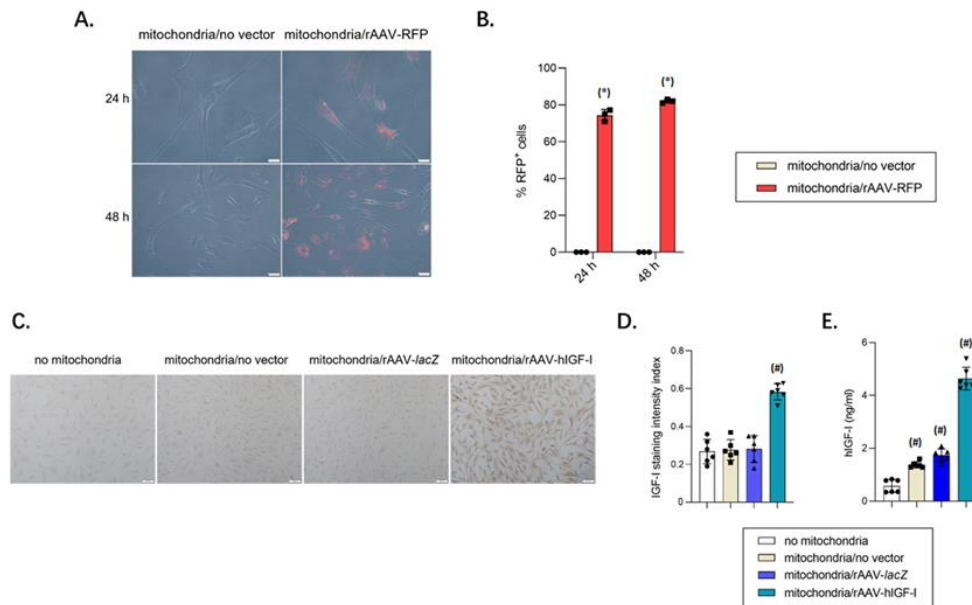 A.
mitochondria/no vector mitochondria/rAAV-RFP
24 h
48 h
B.
% RFP⁺ cells
100
80
60
40
20
0
(*)
(*)
24 h
48 h
mitochondria/no vector
mitochondria/rAAV-RFP
C.
no mitochondria mitochondria/no vector mitochondria/rAAV-lacZ mitochondria/rAAV-hIGF-I
D.
IGF-I staining intensity index
0.8
0.6
0.4
0.2
0.0
(#)
E.
hIGF-I (ng/ml)
6
4
2
0
(#)
(#)
(#)
no mitochondria
mitochondria/no vector
mitochondria/rAAV-lacZ
mitochondria/rAAV-hIGF-I